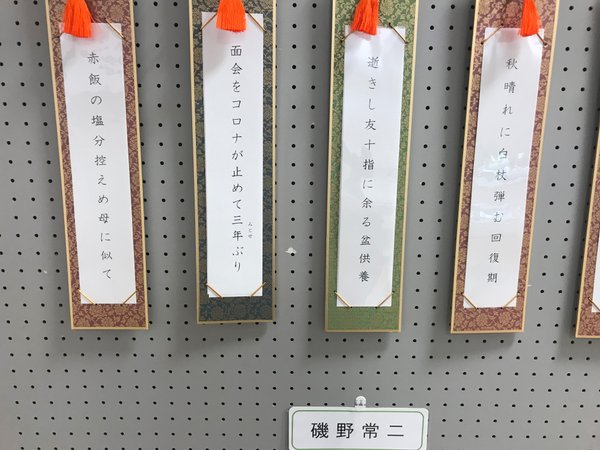 秋晴れに白杖弾む回復期
逝きし友十指に余る盆供養
面会をコロナが止めて三年ぶり
赤飯の塩分控えめ母に似て
磯野常二